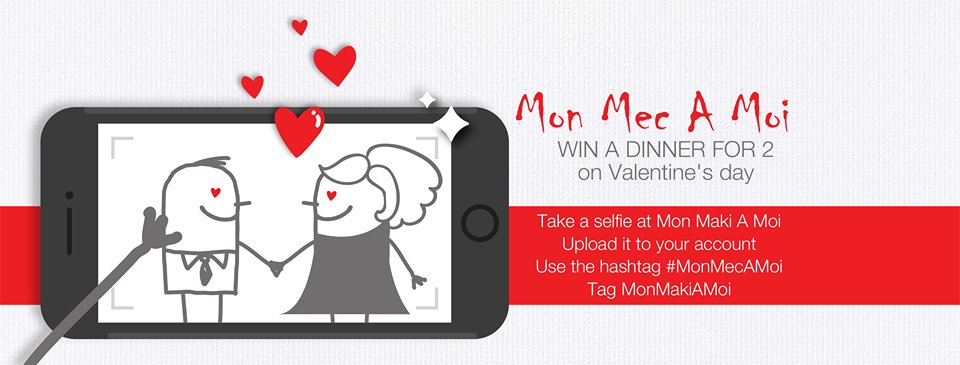 Mon Mec A Moi
WIN A DINNER FOR 2
on Valentine's day
Take a selfie at Mon Maki A Moi
Upload it to your account
Use the hashtag #MonMecAMoi
Tag MonMakiAMoi